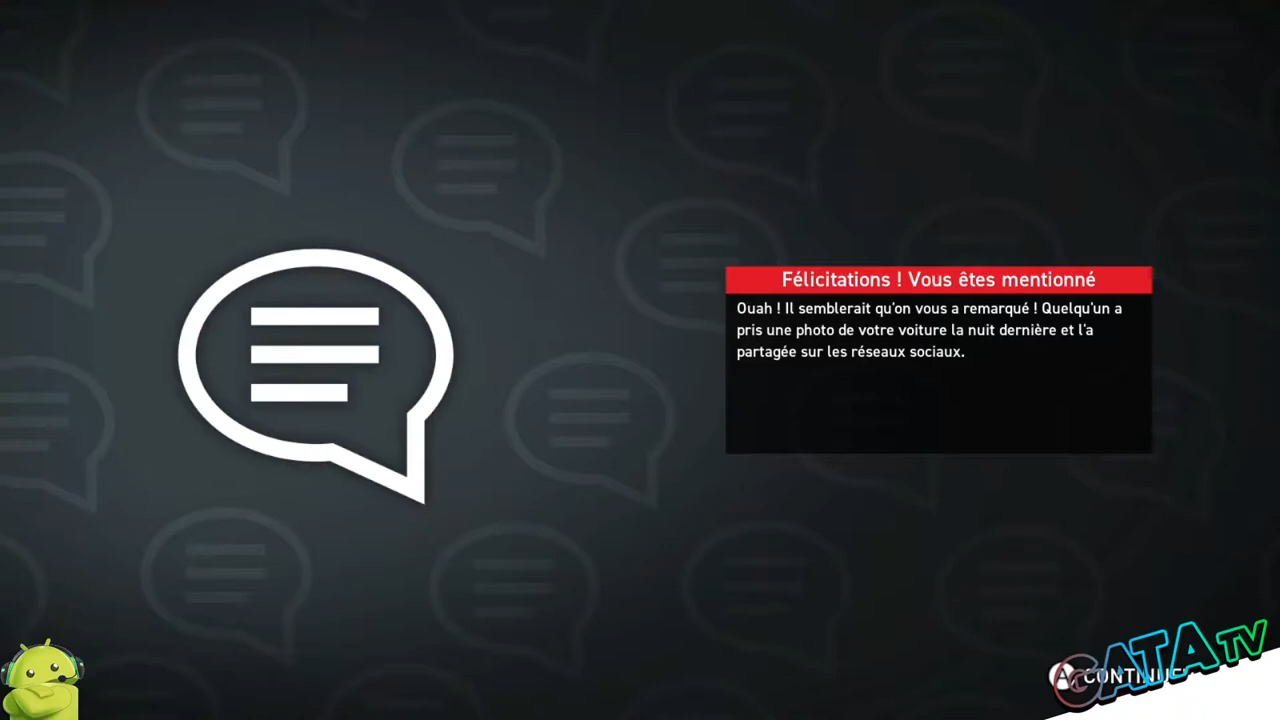 Félicitations ! Vous êtes mentionné
Ouah ! Il semblerait qu'on vous a remarqué ! Quelqu'un a
pris une photo de votre voiture la nuit dernière et l'a
partagée sur les réseaux sociaux.
CATA TV